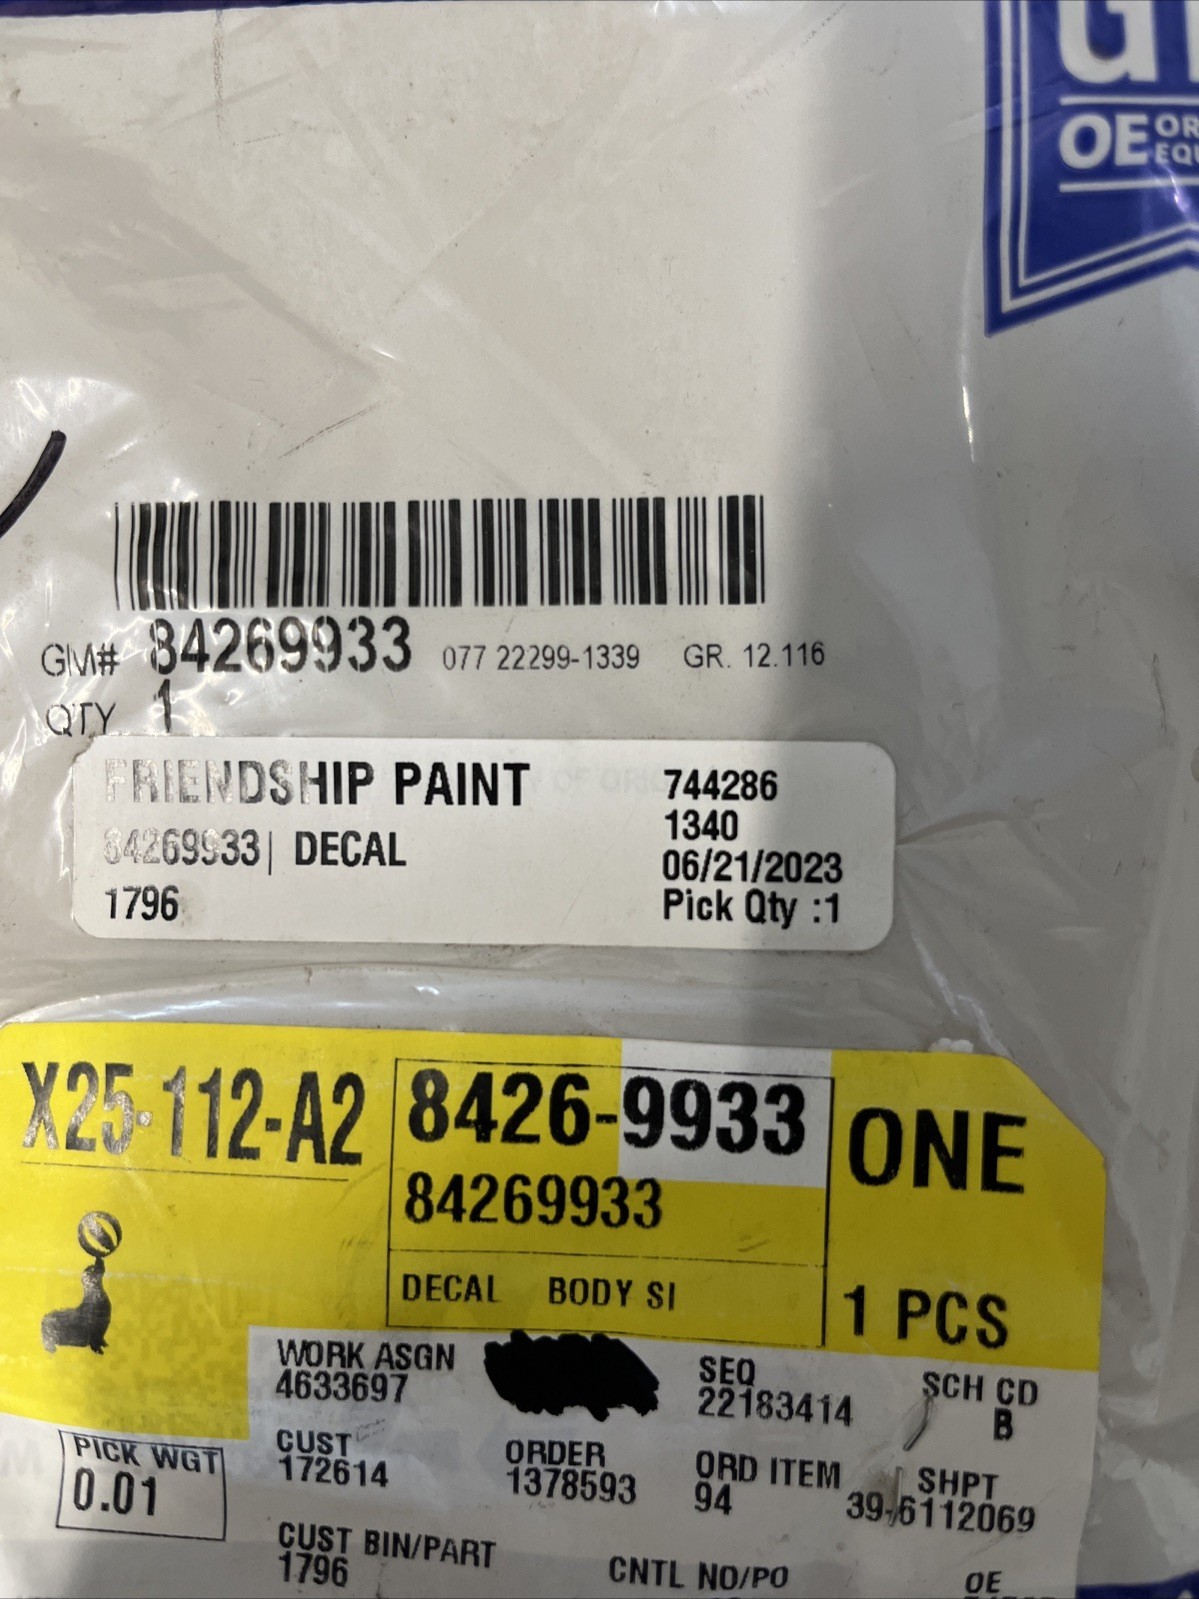 OE
GM# 84269933 077 22299-1339 GR. 12.116
QTY 1
FRIENDSHIP PAINT 744286
1340
84269933| DECAL 06/21/2023
1796 Pick Qty :1
X25-112-A2 8426-9933 ONE
84269933
DECAL BODY SI 1 PCS
WORK ASGN SEQ SCH CD
4633697 22183414 B
PICK WGT CUST ORDER ORD ITEM SHPT
0.01 172614 1378593 94 39-6112069
CUST BIN/PART CNTL NO/PO OE
1796